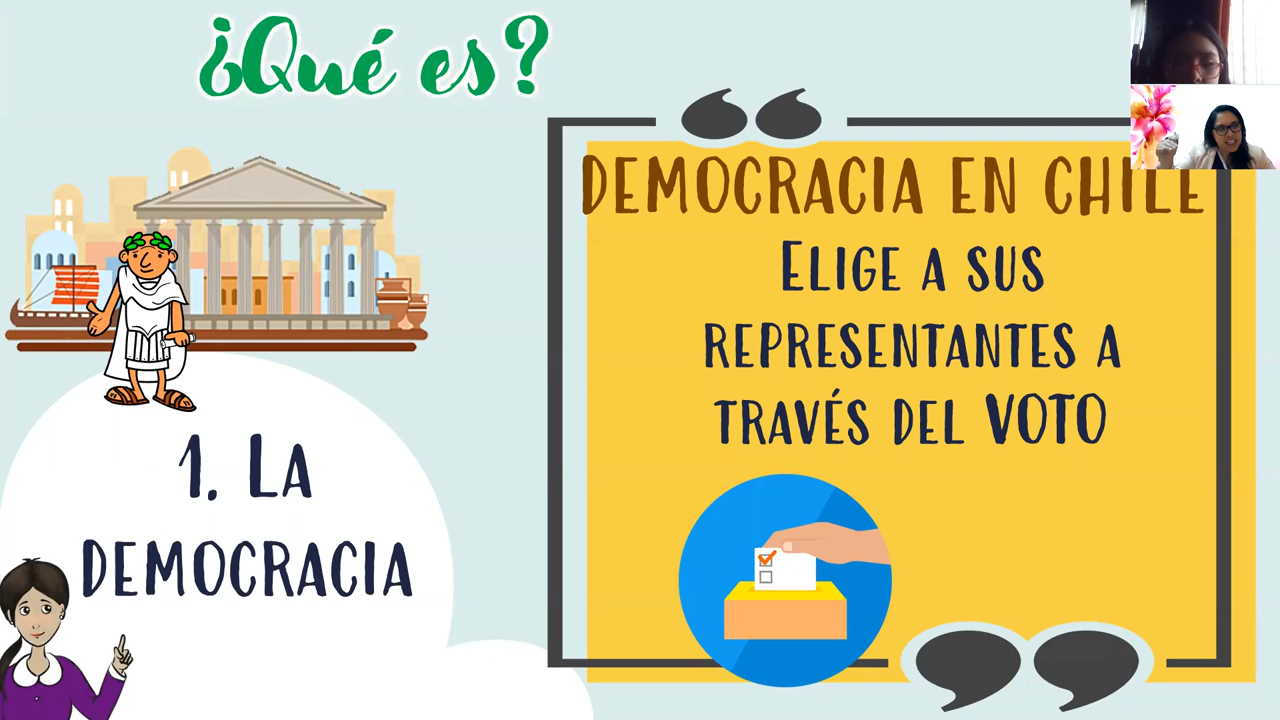 ¿Qué es?
1. LA
DEMOCRACIA
DEMOCRACIA EN CHILE
ELIGE A SUS
REPRESENTANTES A
TRAVÉS DEL VOTO